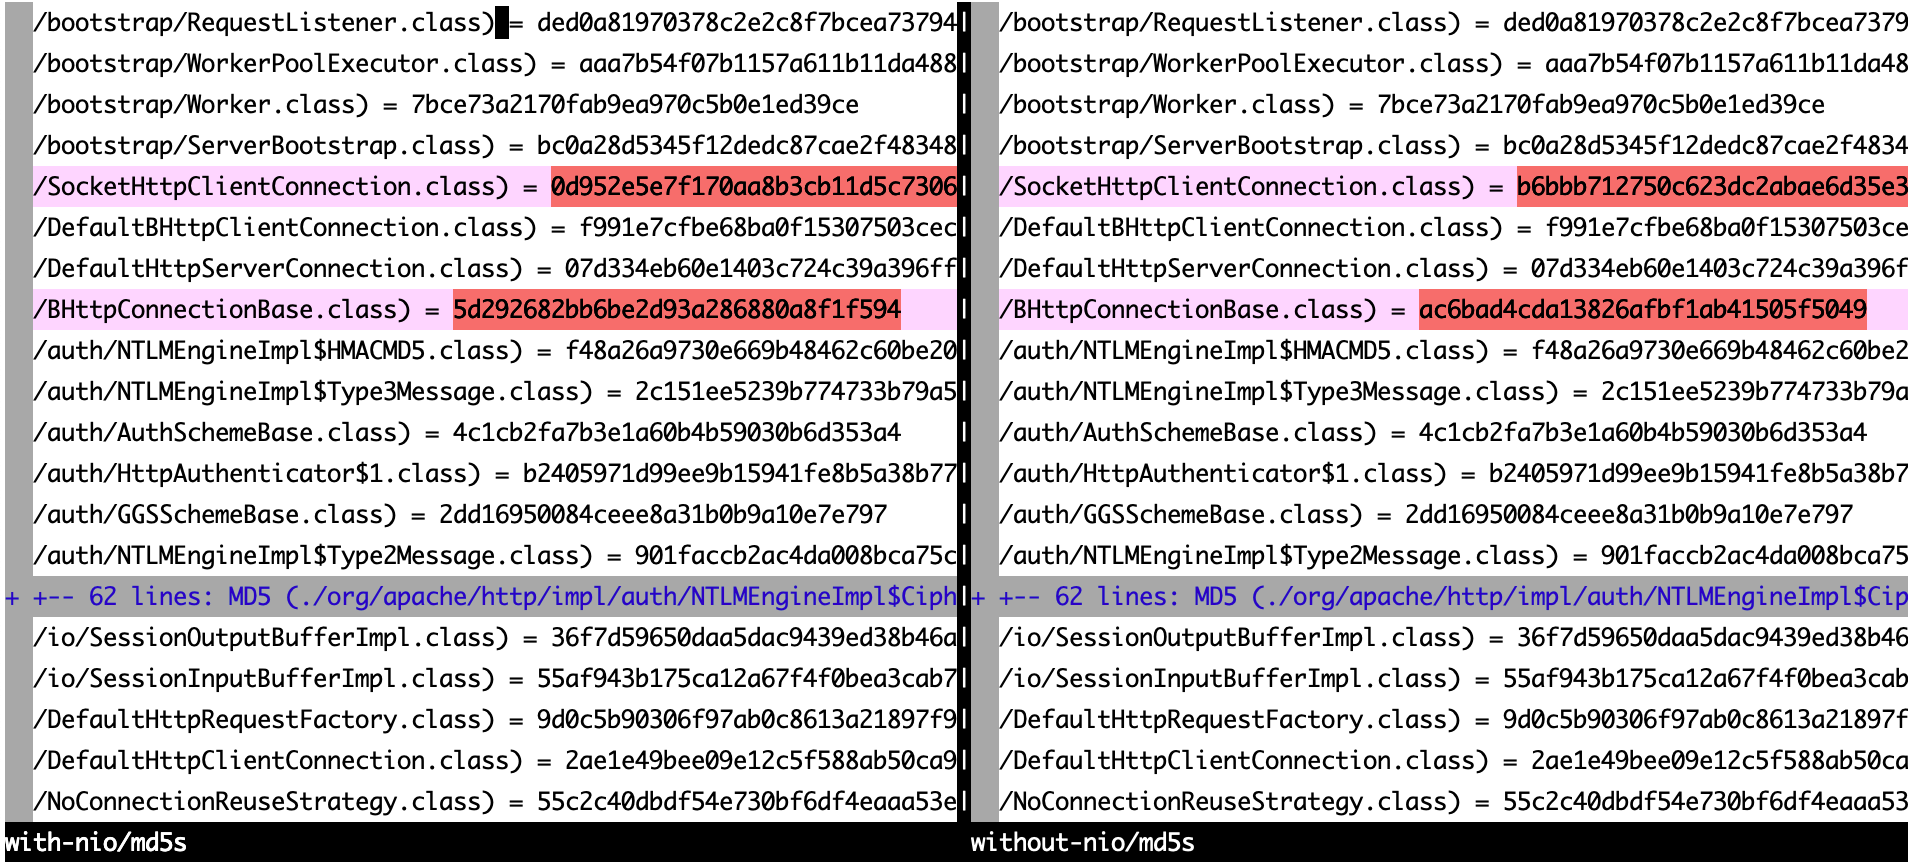 /bootstrap/RequestListener.class) = ded0a81970378c2e2c8f7bcea73794
/bootstrap/WorkerPoolExecutor.class) = aaa7b54f07b1157a611b11da488
/bootstrap/Worker.class) = 7bce73a2170fab9ea970c5b0e1ed39ce
/bootstrap/ServerBootstrap.class) = bc0a28d5345f12dedc87cae2f48348
/SocketHttpClientConnection.class) = 0d952e5e7f170aa8b3cb11d5c7306
/DefaultBHttpClientConnection.class) = f991e7cfbe68ba0f15307503cec
/DefaultHttpServerConnection.class) = 07d334eb60e1403c724c39a396ff
/BHttpConnectionBase.class) = 5d292682bb6be2d93a286880a8f1f594
/auth/NTLMEngineImpl$HMACMD5.class) = f48a26a9730e669b48462c60be20
/auth/NTLMEngineImpl$Type3Message.class) = 2c151ee5239b774733b79a5
/auth/AuthSchemeBase.class) = 4c1cb2fa7b3e1a60b4b59030b6d353a4
/auth/HttpAuthenticator$1.class) = b2405971d99ee9b15941fe8b5a38b77
/auth/GGSSchemeBase.class) = 2dd16950084ceee8a31b0b9a10e7e797
/auth/NTLMEngineImpl$Type2Message.class) = 901faccb2ac4da008bca75c
+ +-- 62 lines: MD5 (./org/apache/http/impl/auth/NTLMEngineImpl$Ciph
/io/SessionOutputBufferImpl.class) = 36f7d59650daa5dac9439ed38b46a
/io/SessionInputBufferImpl.class) = 55af943b175ca12a67f4f0bea3cab7
/DefaultHttpRequestFactory.class) = 9d0c5b90306f97ab0c8613a21897f9
/DefaultHttpClientConnection.class) = 2ae1e49bee09e12c5f588ab50ca9
/NoConnectionReuseStrategy.class) = 55c2c40dbdf54e730bf6df4eaaa53e
with-nio/md5s
/bootstrap/RequestListener.class) = ded0a81970378c2e2c8f7bcea7379
/bootstrap/WorkerPoolExecutor.class) = aaa7b54f07b1157a611b11da48
/bootstrap/Worker.class) = 7bce73a2170fab9ea970c5b0e1ed39ce
/bootstrap/ServerBootstrap.class) = bc0a28d5345f12dedc87cae2f4834
/SocketHttpClientConnection.class) = b6bbb712750c623dc2abae6d35e3
/DefaultBHttpClientConnection.class) = f991e7cfbe68ba0f15307503ce
/DefaultHttpServerConnection.class) = 07d334eb60e1403c724c39a396f
/BHttpConnectionBase.class) = ac6bad4cda13826afbf1ab41505f5049
/auth/NTLMEngineImpl$HMACMD5.class) = f48a26a9730e669b48462c60be2
/auth/NTLMEngineImpl$Type3Message.class) = 2c151ee5239b774733b79a
/auth/AuthSchemeBase.class) = 4c1cb2fa7b3e1a60b4b59030b6d353a4
/auth/HttpAuthenticator$1.class) = b2405971d99ee9b15941fe8b5a38b7
/auth/GGSSchemeBase.class) = 2dd16950084ceee8a31b0b9a10e7e797
/auth/NTLMEngineImpl$Type2Message.class) = 901faccb2ac4da008bca75
+ +-- 62 lines: MD5 (./org/apache/http/impl/auth/NTLMEngineImpl$Cip
/io/SessionOutputBufferImpl.class) = 36f7d59650daa5dac9439ed38b46
/io/SessionInputBufferImpl.class) = 55af943b175ca12a67f4f0bea3cab
/DefaultHttpRequestFactory.class) = 9d0c5b90306f97ab0c8613a21897f
/DefaultHttpClientConnection.class) = 2ae1e49bee09e12c5f588ab50ca
/NoConnectionReuseStrategy.class) = 55c2c40dbdf54e730bf6df4eaaa53
without-nio/md5s